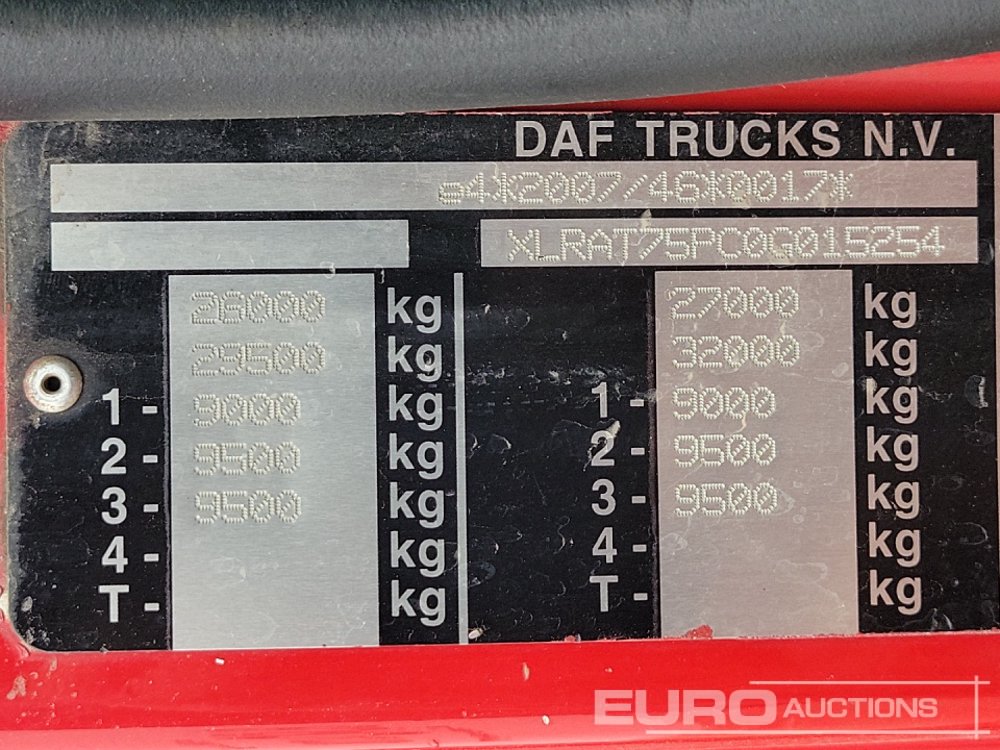 DAF TRUCKS N.V.
e4*2007/46*0017*
XLRAT75PC0G015254
26000 kg 27000 kg
29500 kg 32000 kg
1- 9000 kg 1- 9000 kg
2- 9500 kg 2- 9500 kg
3- 9500 kg 3- 9500 kg
4- kg 4- kg
T- kg T- kg
EURO AUCTIONS